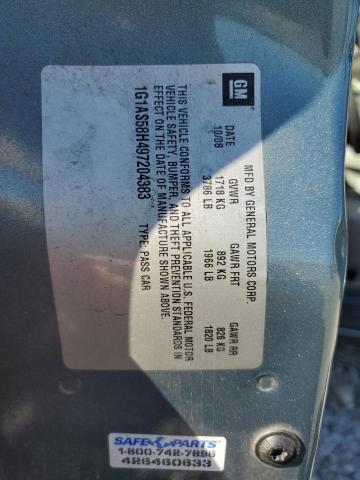 GM
MFD BY GENERAL MOTORS CORP.
DATE GVWR GAWR FRT GAWR RR
10/08 1718 KG 892 KG 826 KG
3786 LB 1966 LB 1820 LB
THIS VEHICLE CONFORMS TO ALL APPLICABLE U.S. FEDERAL MOTOR
VEHICLE SAFETY, BUMPER, AND THEFT PREVENTION STANDARDS IN
EFFECT ON THE DATE OF MANUFACTURE SHOWN ABOVE.
1G1AS58H497204383 TYPE: PASS CAR
SAFE PARTS
1-800-742-7896
426460633